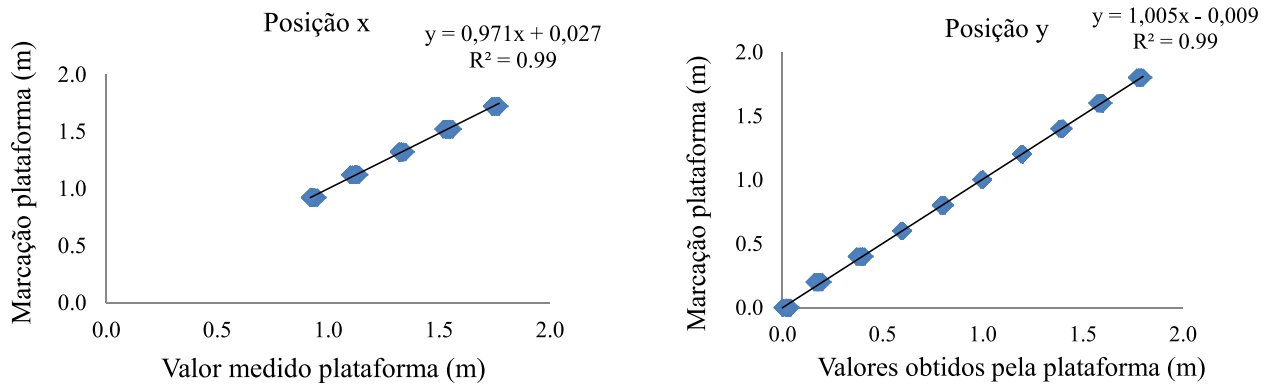 Posição x
y = 0,971x + 0,027
R² = 0.99
Marcação plataforma (m)
2.0
1.5
1.0
0.5
0.0
0.0 0.5 1.0 1.5 2.0
Valor medido plataforma (m)
Posição y
y = 1,005x - 0,009
R² = 0.99
Marcação plataforma (m)
2.0
1.5
1.0
0.5
0.0
0.0 0.5 1.0 1.5 2.0
Valores obtidos pela plataforma (m)